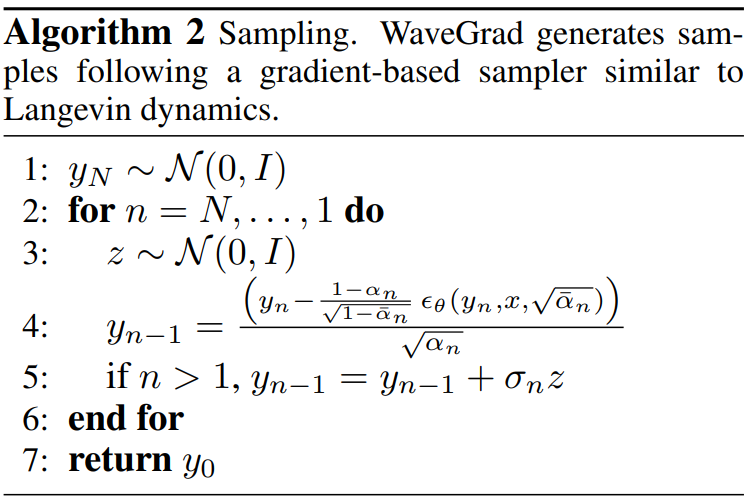 Algorithm 2 Sampling. WaveGrad generates sam-
ples following a gradient-based sampler similar to
Langevin dynamics.
1: $y_N \sim \mathcal{N}(0, I)$
2: for $n = N, \ldots, 1$ do
3: $z \sim \mathcal{N}(0, I)$
4: $y_{n-1} = \frac{\left(y_n - \frac{1-\alpha_n}{\sqrt{1-\bar{\alpha}_n}} \epsilon_\theta(y_n, x, \sqrt{\bar{\alpha}_n})\right)}{\sqrt{\alpha_n}}$
5: if $n > 1$, $y_{n-1} = y_{n-1} + \sigma_n z$
6: end for
7: return $y_0$